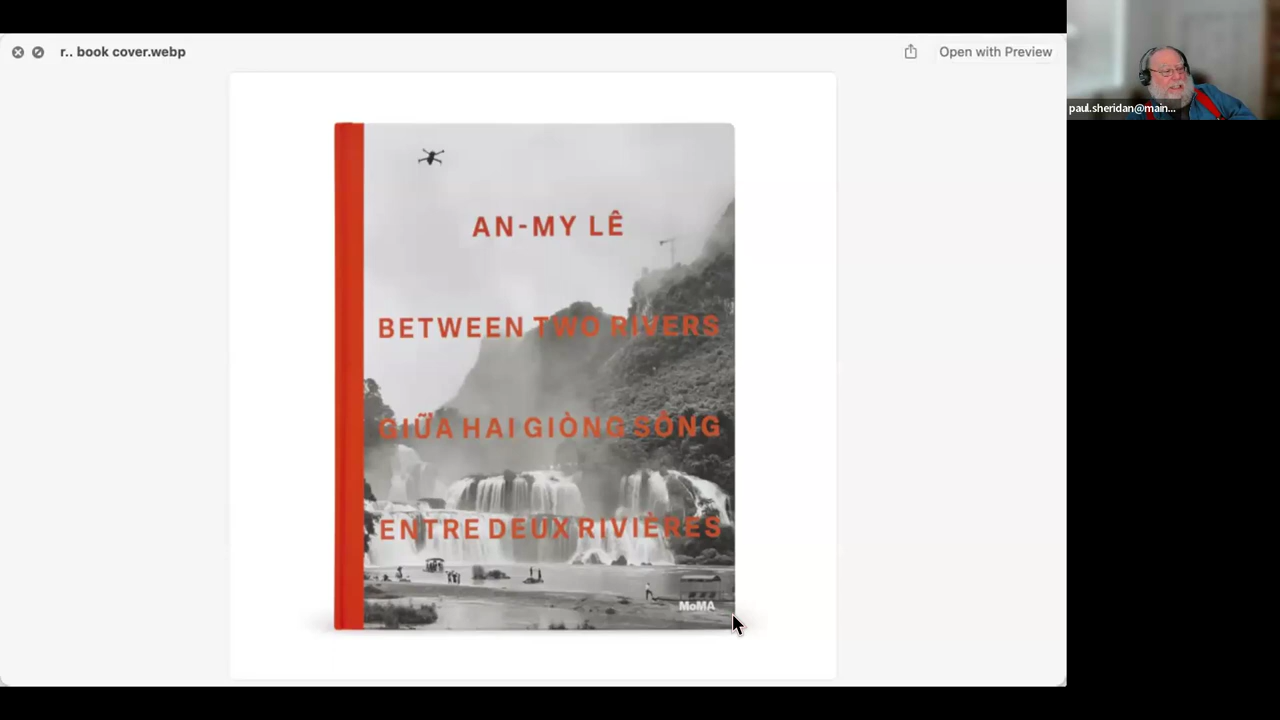 r.. book cover.webp
Open with Preview
paul.sheridan@main...
AN-MY LÊ
BETWEEN TWO RIVERS
GIỮA HAI GIÒNG SÔNG
ENTRE DEUX RIVIÈRES
MoMA